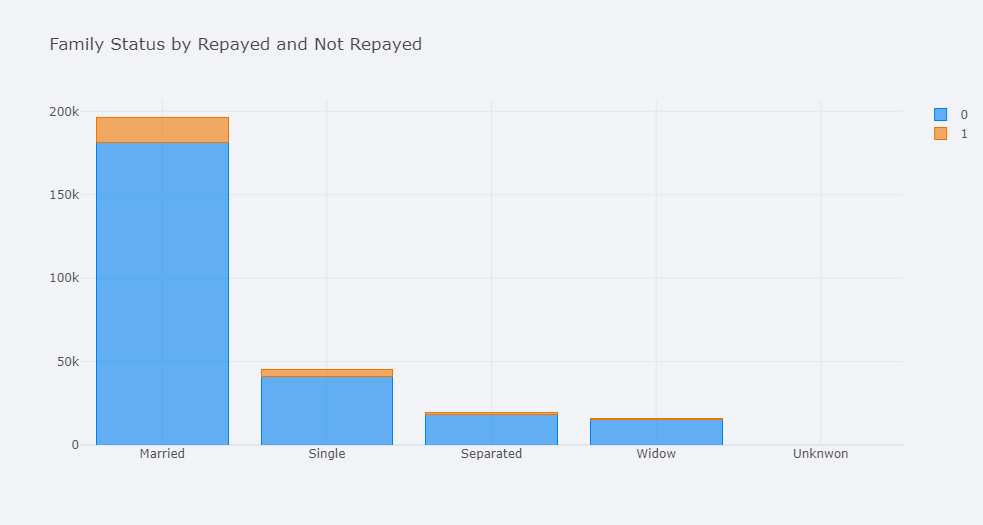 Family Status by Repayed and Not Repayed
0
1
200k
150k
100k
50k
0
Married Single Separated Widow Unknwon